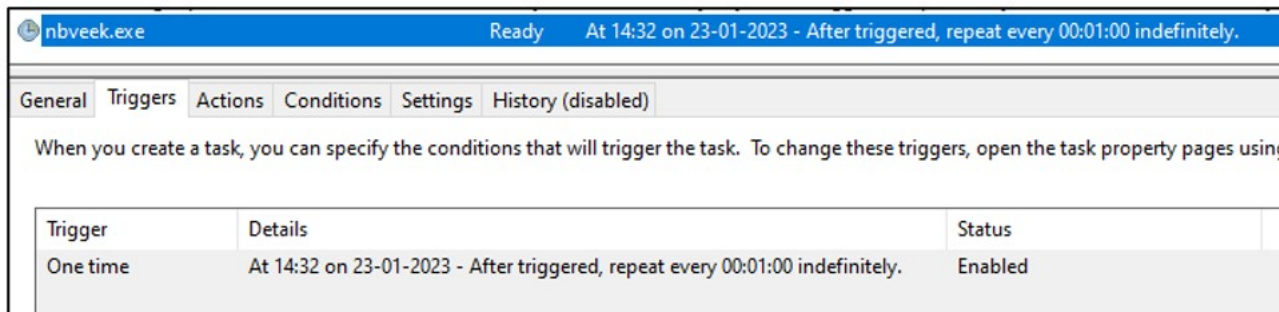 nbveek.exe Ready At 14:32 on 23-01-2023 - After triggered, repeat every 00:01:00 indefinitely.
General Triggers Actions Conditions Settings History (disabled)
When you create a task, you can specify the conditions that will trigger the task. To change these triggers, open the task property pages using
Trigger Details Status
One time At 14:32 on 23-01-2023 - After triggered, repeat every 00:01:00 indefinitely. Enabled